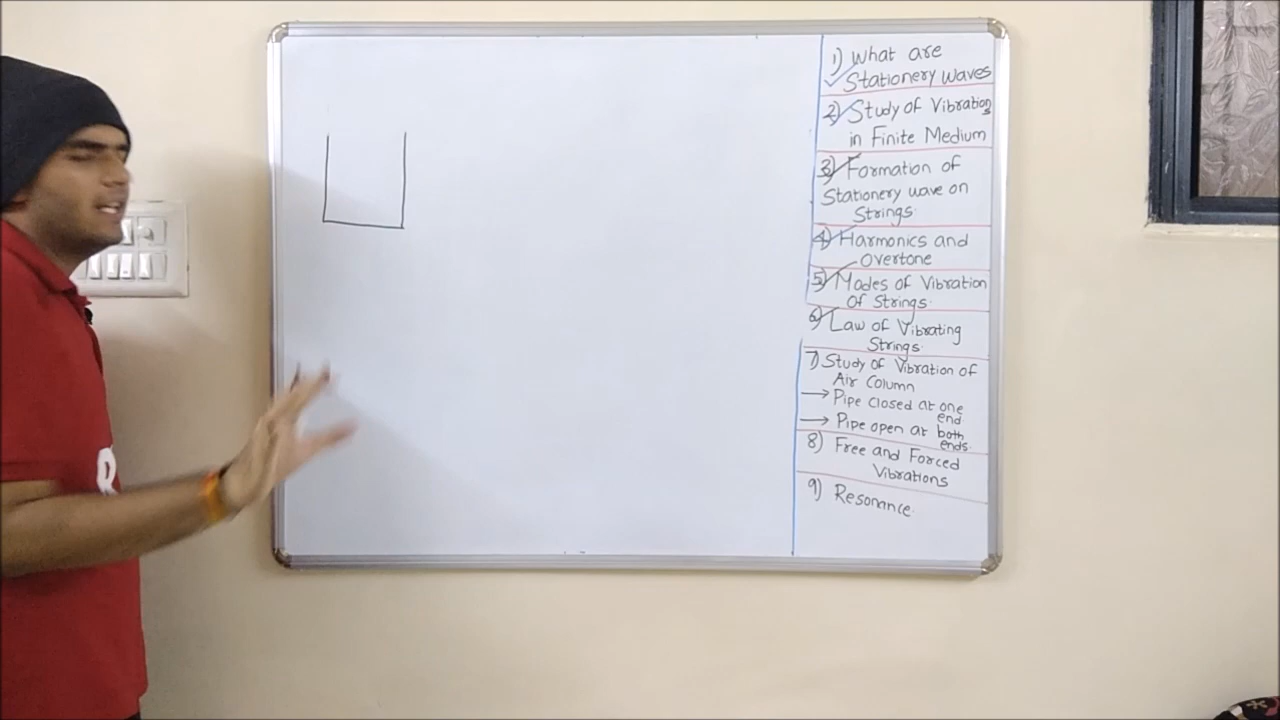 1) What are
Stationery waves
2) Study of Vibrations
in Finite Medium
3) Formation of
Stationery wave on
Strings.
4) Harmonics and
overtone
5) Modes of Vibration
of Strings.
6) Law of Vibrating
Strings.
7) Study of Vibration of
Air Column
→ Pipe closed at one
end
→ Pipe open at both
ends.
8) Free and Forced
Vibrations
9) Resonance.